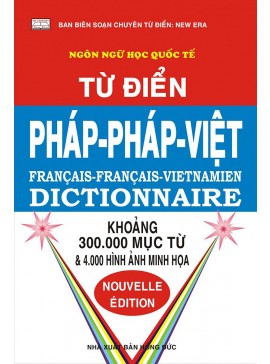 BAN BIÊN SOẠN CHUYÊN TỪ ĐIỂN: NEW ERA
NGÔN NGỮ HỌC QUỐC TẾ
TỪ ĐIỂN
PHÁP-PHÁP-VIỆT
FRANÇAIS-FRANÇAIS-VIETNAMIEN
DICTIONNAIRE
KHOẢNG
300.000 MỤC TỪ
& 4.000 HÌNH ẢNH MINH HỌA
NOUVELLE
ÉDITION
NHÀ XUẤT BẢN HỒNG ĐỨC